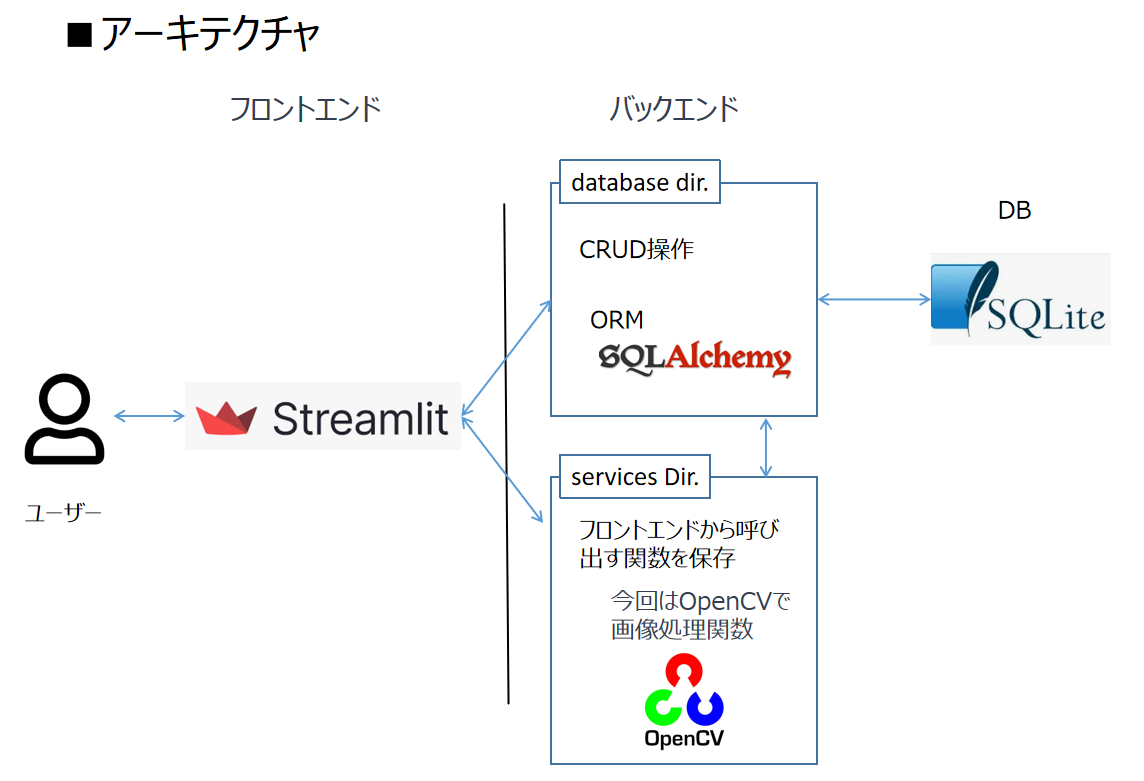 ■アーキテクチャ
フロントエンド
バックエンド
database dir.
CRUD操作
ORM
SQLAlchemy
DB
SQLite
Streamlit
ユーザー
services Dir.
フロントエンドから呼び
出す関数を保存
今回はOpenCVで
画像処理関数
OpenCV